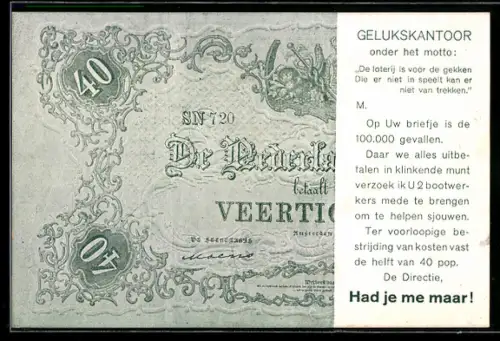 40
SN 720
De Nederla
betaalt
VEERTIG
Amsterdam
40
GELUKSKANTOOR
onder het motto:
„De loterij is voor de gekken
Die er niet in speelt kan er
niet van trekken."
M.
Op Uw briefje is de
100.000 gevallen.
Daar we alles uitbe-
talen in klinkende munt
verzoek ik U 2 bootwer-
kers mede te brengen
om te helpen sjouwen.
Ter voorloopige be-
strijding van kosten vast
de helft van 40 pop.
De Directie,
Had je me maar!